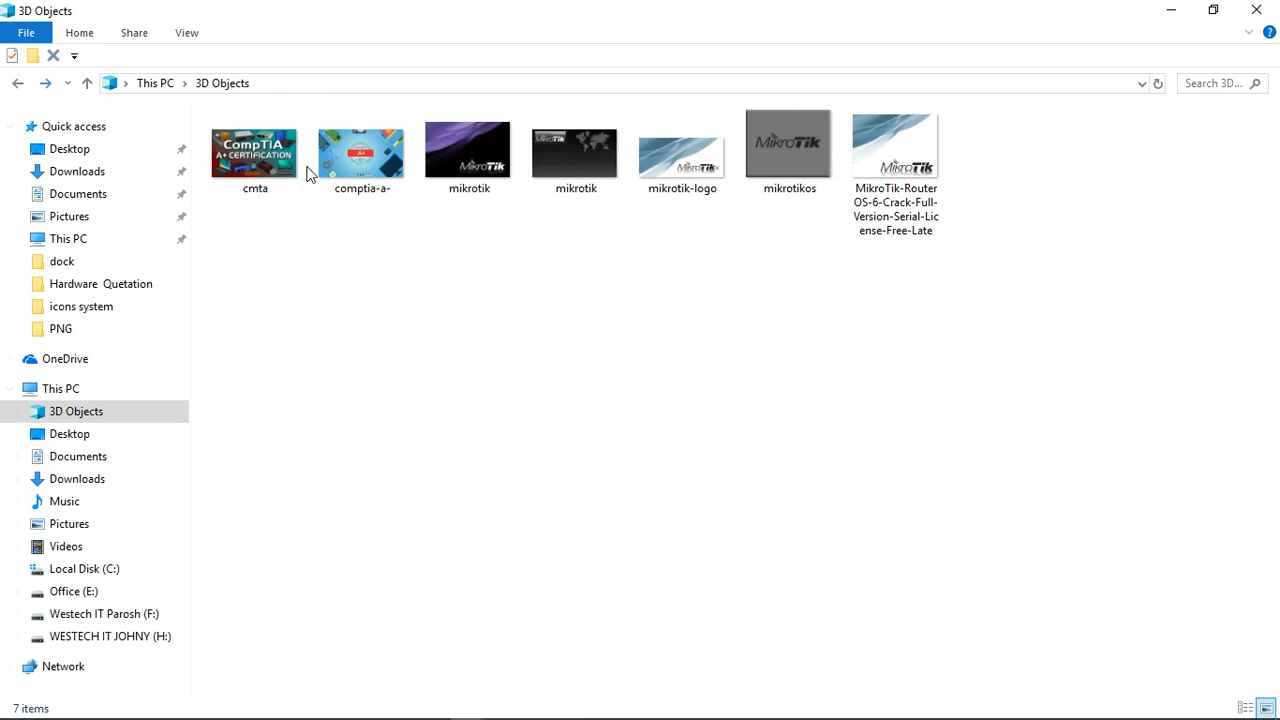 3D Objects
File Home Share View
This PC 3D Objects
Search 3D...
Quick access
Desktop
Downloads
Documents
Pictures
This PC
dock
Hardware Quetation
icons system
PNG
OneDrive
This PC
3D Objects
Desktop
Documents
Downloads
Music
Pictures
Videos
Local Disk (C:)
Office (E:)
Westech IT Parosh (F:)
WESTECH IT JOHNY (H:)
Network
CompTIA
A+ CERTIFICATION
A+
MikroTik
MikroTik
MikroTik
MikroTik
MikroTik
cmta
comptia-a-
mikrotik
mikrotik
mikrotik-logo
mikrotikos
MikroTik-Router
OS-6-Crack-Full-
Version-Serial-Lic
ense-Free-Late
7 items